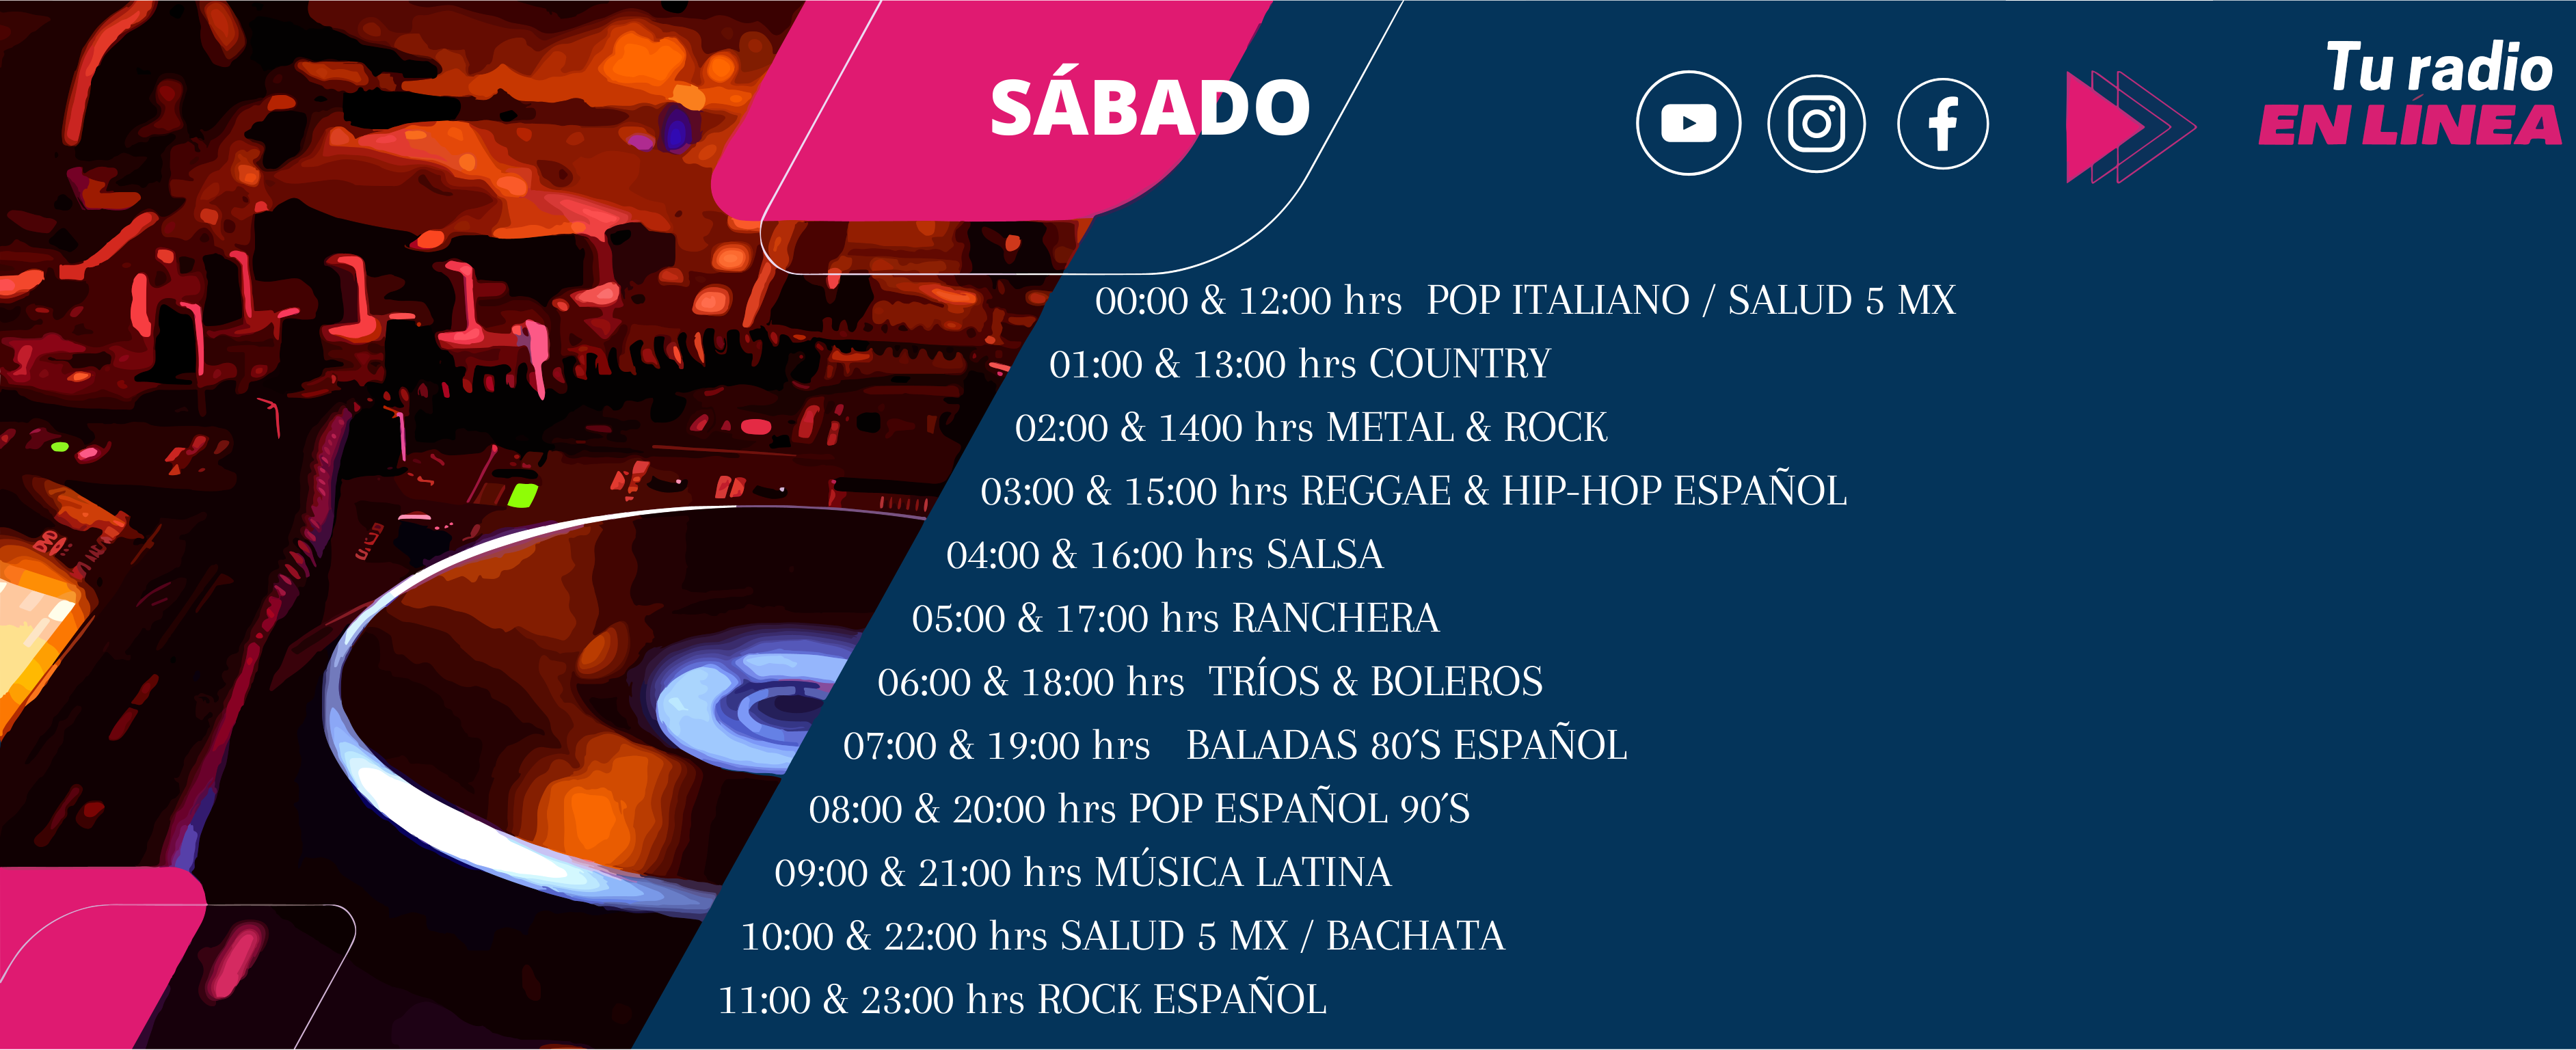 SÁBADO
Tu radio
EN LÍNEA
00:00 & 12:00 hrs POP ITALIANO / SALUD 5 MX
01:00 & 13:00 hrs COUNTRY
02:00 & 1400 hrs METAL & ROCK
03:00 & 15:00 hrs REGGAE & HIP-HOP ESPAÑOL
04:00 & 16:00 hrs SALSA
05:00 & 17:00 hrs RANCHERA
06:00 & 18:00 hrs TRÍOS & BOLEROS
07:00 & 19:00 hrs BALADAS 80´S ESPAÑOL
08:00 & 20:00 hrs POP ESPAÑOL 90´S
09:00 & 21:00 hrs MÚSICA LATINA
10:00 & 22:00 hrs SALUD 5 MX / BACHATA
11:00 & 23:00 hrs ROCK ESPAÑOL